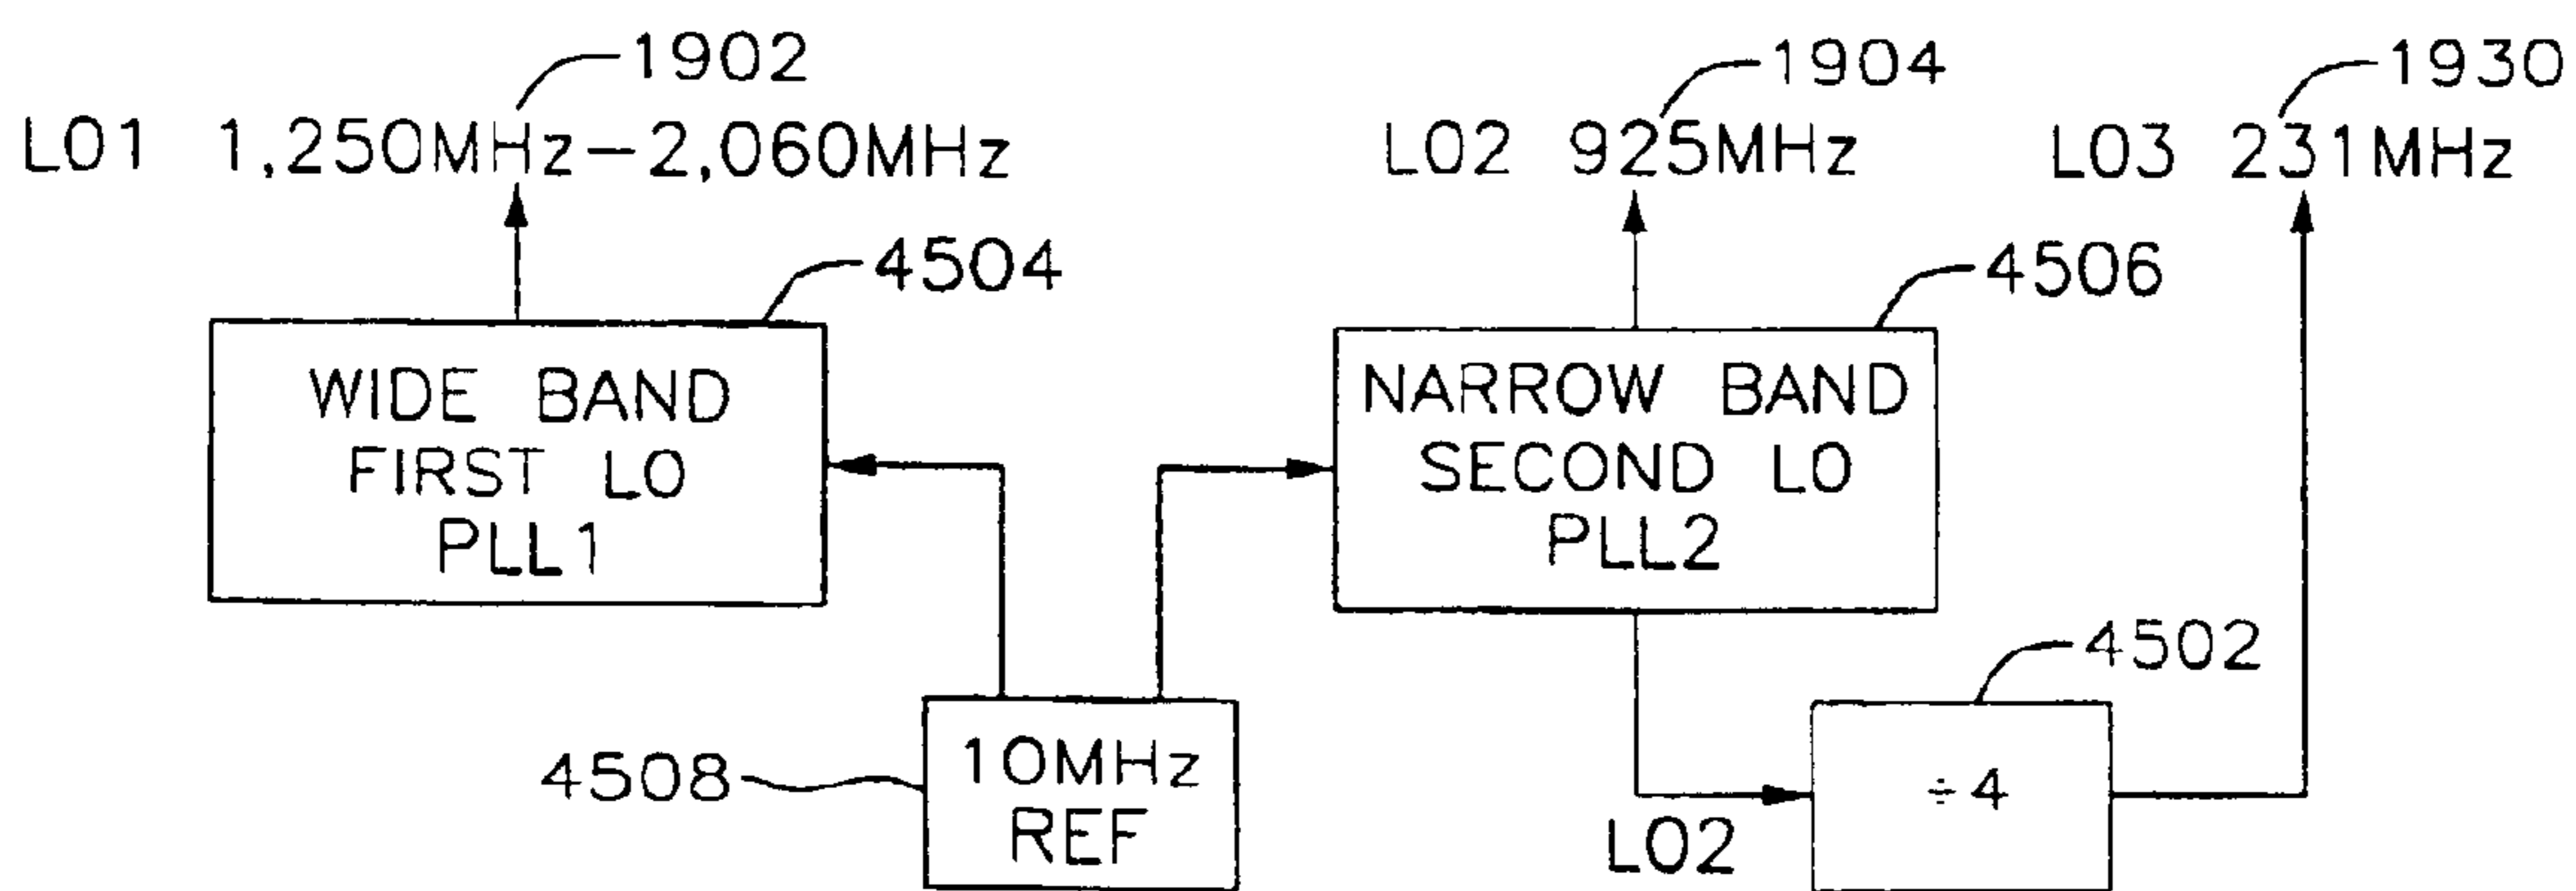 1902
1904
1930
LO1 1,250MHz-2,060MHz
LO2 925MHz
LO3 231MHz
4504
4506
WIDE BAND
FIRST LO
PLL1
NARROW BAND
SECOND LO
PLL2
4502
4508
10MHz
REF
÷4
LO2